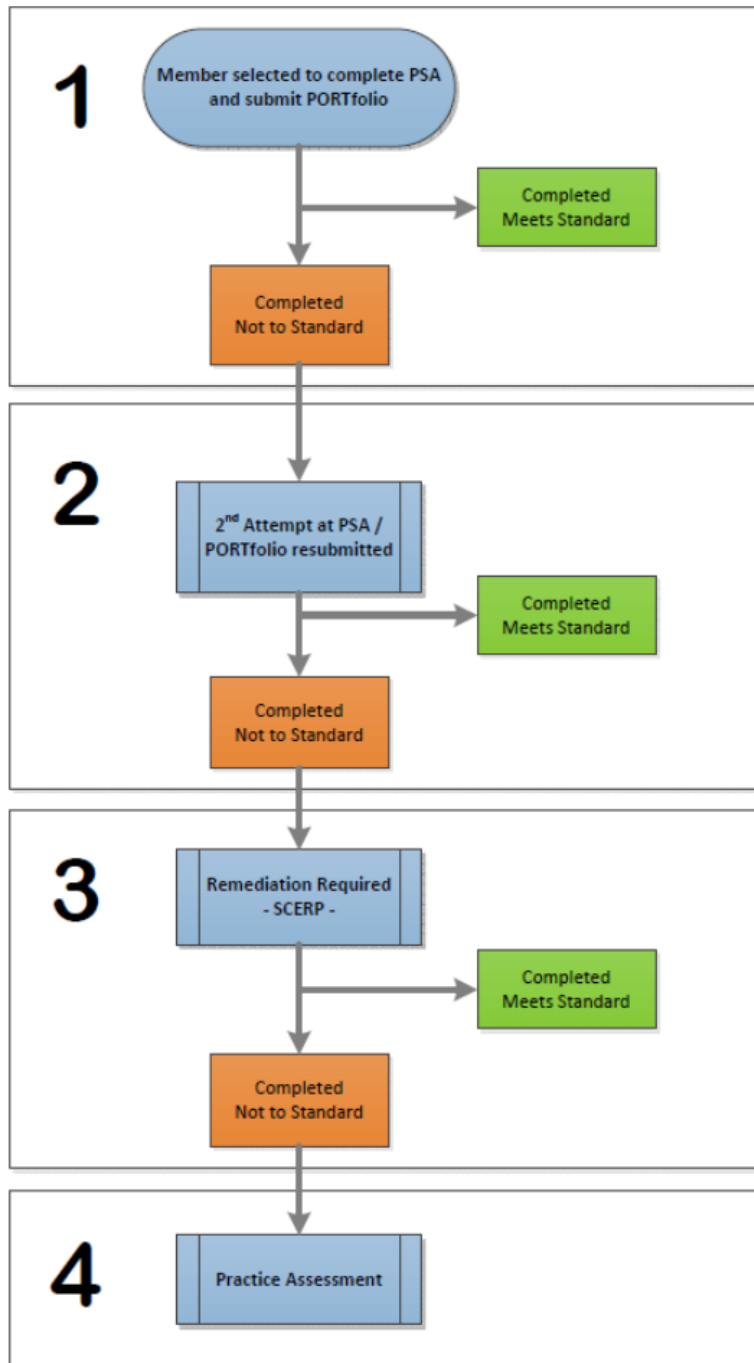 1
Member selected to complete PSA
and submit PORTfolio
Completed
Meets Standard
Completed
Not to Standard
2
2nd Attempt at PSA /
PORTfolio resubmitted
Completed
Meets Standard
Completed
Not to Standard
3
Remediation Required
- SCERP -
Completed
Meets Standard
Completed
Not to Standard
4
Practice Assessment